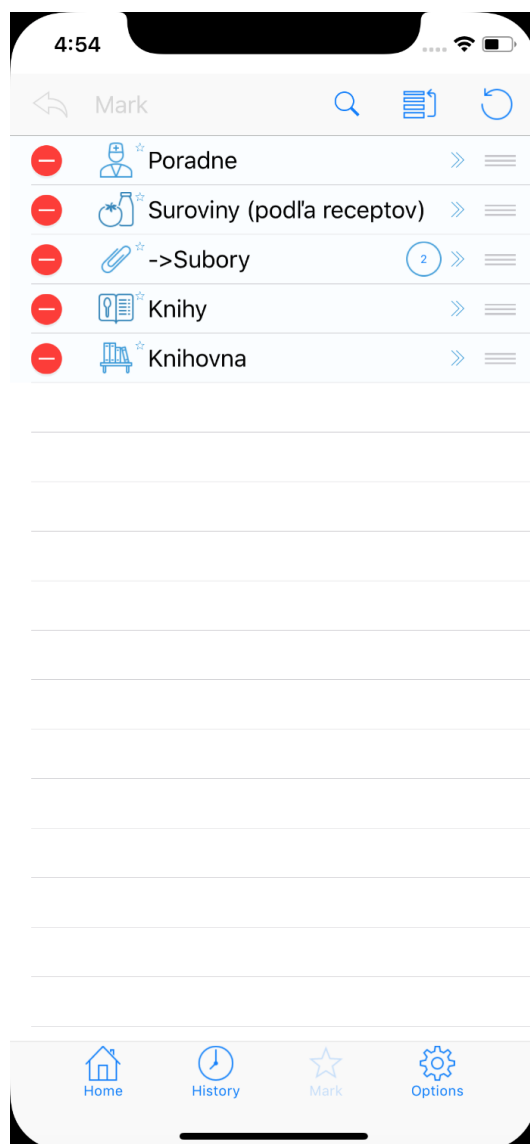 4:54
Mark
Poradne
Suroviny (podľa receptov)
->Subory
2
Knihy
Knihovna
Home
History
Mark
Options